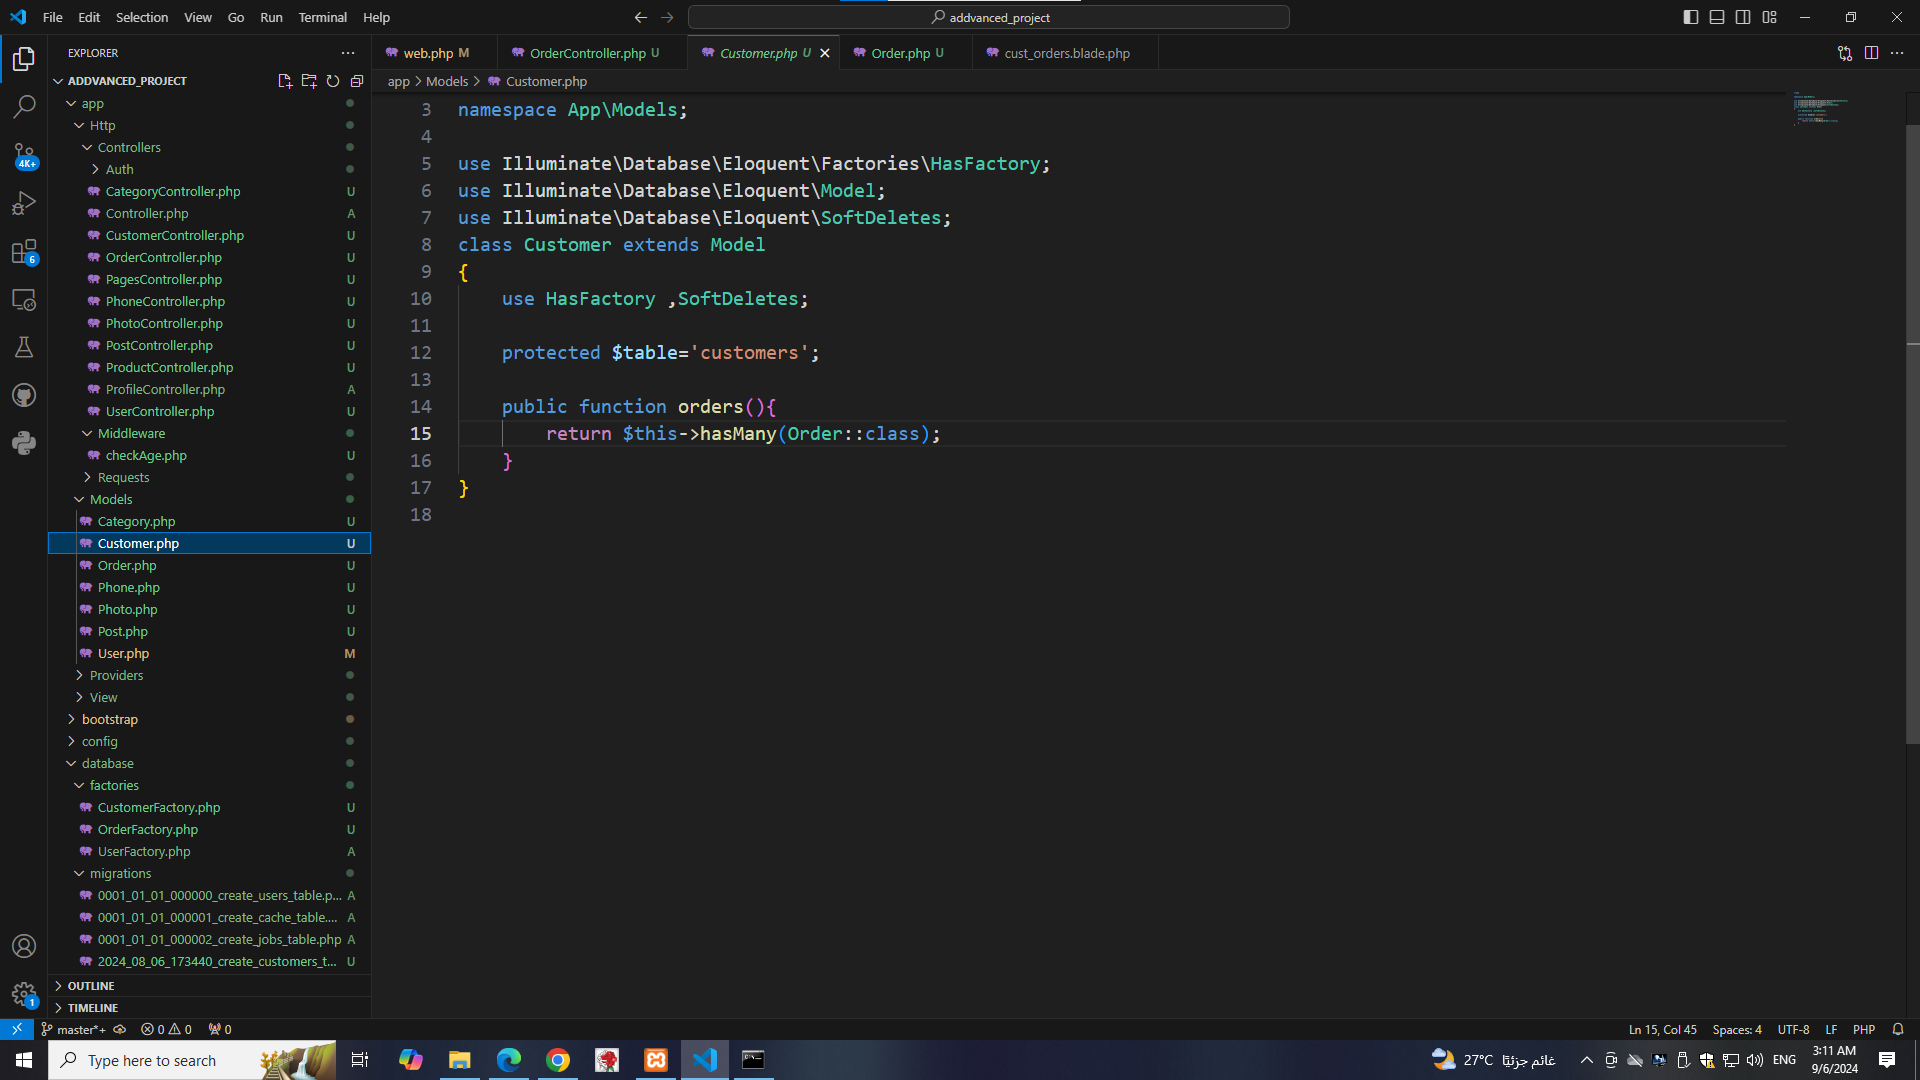 File Edit Selection View Go Run Terminal Help
addvanced_project
EXPLORER
web.php M
OrderController.php U
Customer.php U
Order.php U
cust_orders.blade.php
ADDVANCED_PROJECT
app > Models > Customer.php
app
Http
Controllers
Auth
CategoryController.php U
Controller.php A
CustomerController.php U
OrderController.php U
PagesController.php U
PhoneController.php U
PhotoController.php U
PostController.php U
ProductController.php U
ProfileController.php A
UserController.php U
Middleware
checkAge.php U
Requests
Models
Category.php U
Customer.php U
Order.php U
Phone.php U
Photo.php U
Post.php U
User.php M
Providers
View
bootstrap
config
database
factories
CustomerFactory.php U
OrderFactory.php U
UserFactory.php A
migrations
0001_01_01_000000_create_users_table.p... A
0001_01_01_000001_create_cache_table.... A
0001_01_01_000002_create_jobs_table.php A
2024_08_06_173440_create_customers_t... U
OUTLINE
TIMELINE
4K+
6
1
3 namespace App\Models;
4
5 use Illuminate\Database\Eloquent\Factories\HasFactory;
6 use Illuminate\Database\Eloquent\Model;
7 use Illuminate\Database\Eloquent\SoftDeletes;
8 class Customer extends Model
9 {
10 use HasFactory ,SoftDeletes;
11
12 protected $table='customers';
13
14 public function orders(){
15 return $this->hasMany(Order::class);
16 }
17 }
18
master*+ 0 0 0
Ln 15, Col 45 Spaces: 4 UTF-8 LF PHP
Type here to search
27°C غائم جزئيًا
ENG
3:11 AM
9/6/2024